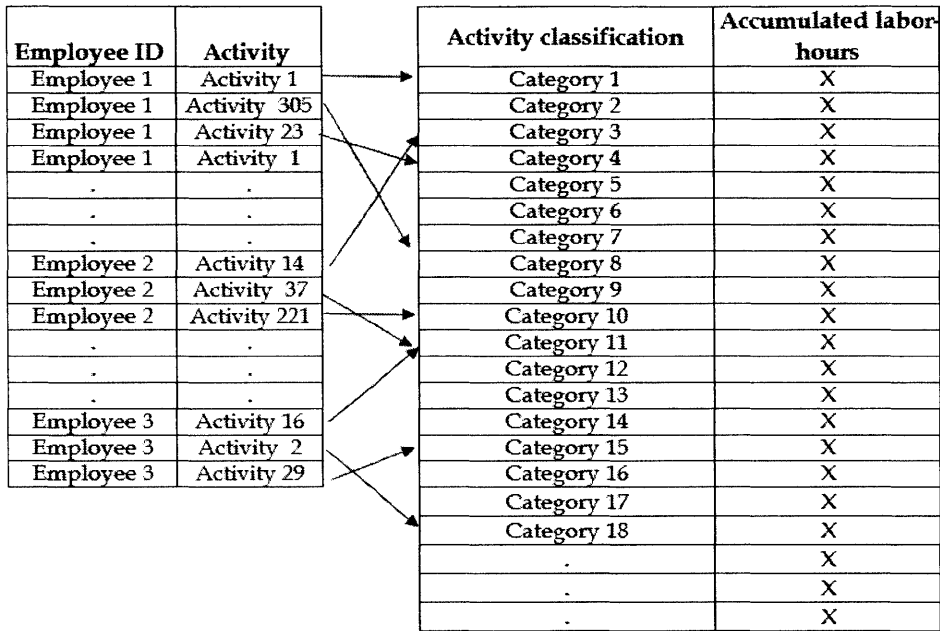 Employee ID Activity
Employee 1 Activity 1
Employee 1 Activity 305
Employee 1 Activity 23
Employee 1 Activity 1
. .
. .
. .
Employee 2 Activity 14
Employee 2 Activity 37
Employee 2 Activity 221
. .
. .
. .
Employee 3 Activity 16
Employee 3 Activity 2
Employee 3 Activity 29
Activity classification Accumulated labor-
hours
Category 1 X
Category 2 X
Category 3 X
Category 4 X
Category 5 X
Category 6 X
Category 7 X
Category 8 X
Category 9 X
Category 10 X
Category 11 X
Category 12 X
Category 13 X
Category 14 X
Category 15 X
Category 16 X
Category 17 X
Category 18 X
. X
. X
. X